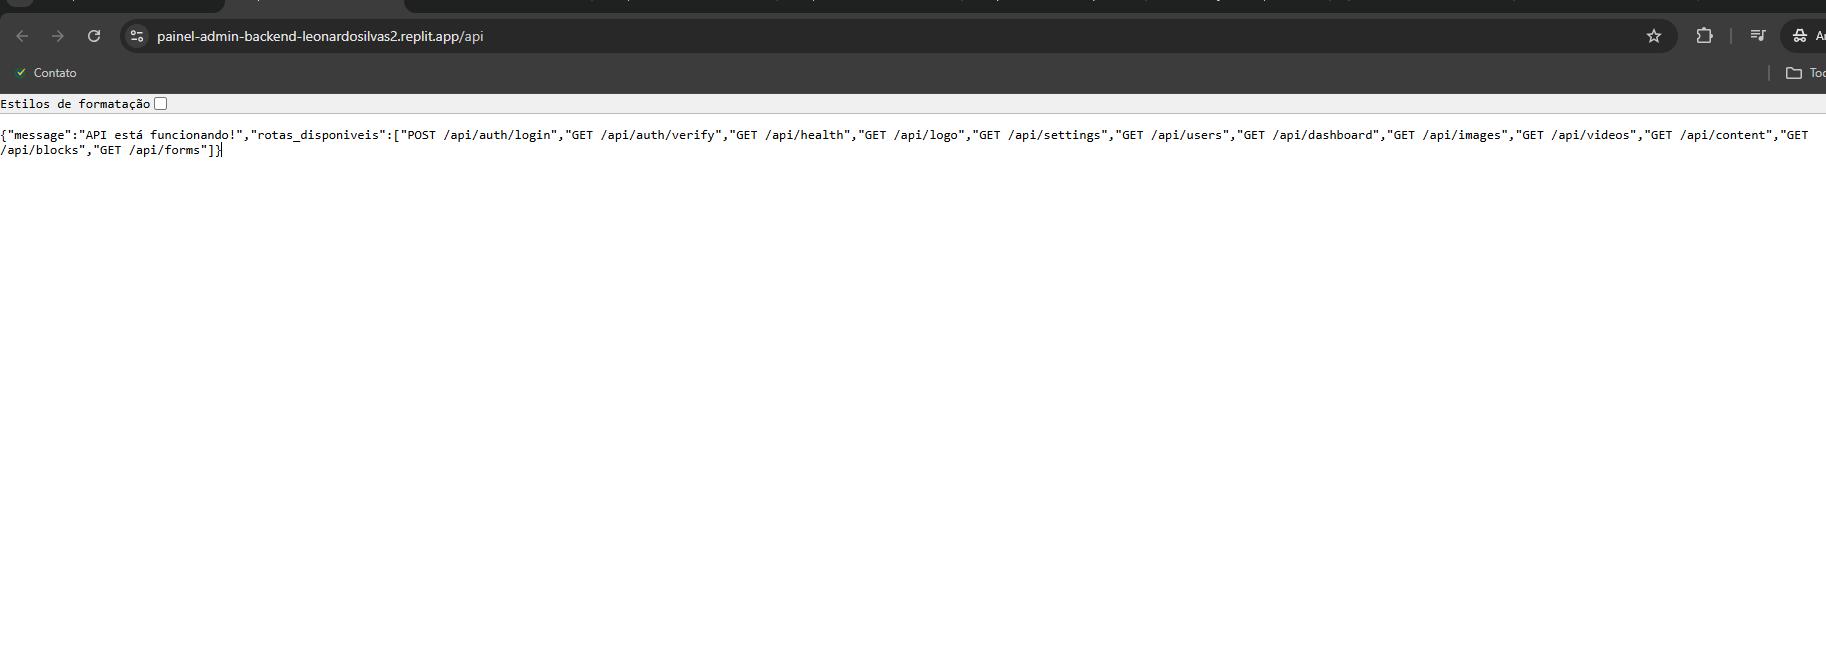 painel-admin-backend-leonardosilvas2.replit.app/api
Contato
Estilos de formatação
{"message":"API está funcionando!","rotas_disponiveis":["POST /api/auth/login","GET /api/auth/verify","GET /api/health","GET /api/logo","GET /api/settings","GET /api/users","GET /api/dashboard","GET /api/images","GET /api/videos","GET /api/content","GET
/api/blocks","GET /api/forms"]}